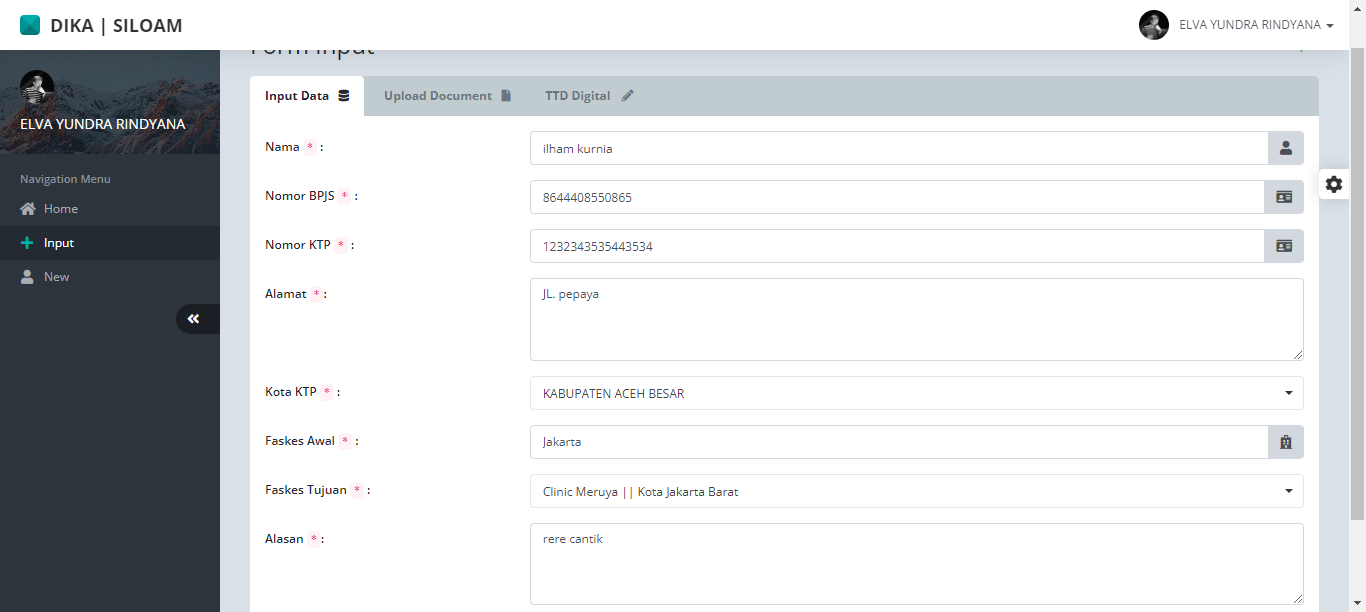 DIKA | SILOAM
ELVA YUNDRA RINDYANA
Form Input
ELVA YUNDRA RINDYANA
Navigation Menu
Home
Input
New
Input Data
Upload Document
TTD Digital
Nama * :
ilham kurnia
Nomor BPJS * :
8644408550865
Nomor KTP * :
1232343535443534
Alamat * :
JL. pepaya
Kota KTP * :
KABUPATEN ACEH BESAR
Faskes Awal * :
Jakarta
Faskes Tujuan * :
Clinic Meruya || Kota Jakarta Barat
Alasan * :
rere cantik